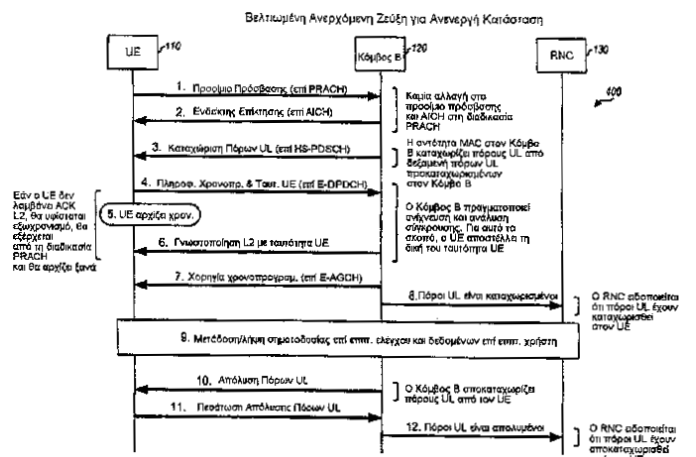 Βελτιωμένη Ανερχόμενη Ζεύξη για Ανενεργή Κατάσταση
110
UE
120
Κόμβος Β
130
RNC
400
1. Προοίμιο Πρόσβασης (επί PRACH)
Καμία αλλαγή στο
προοίμιο πρόσβασης
και AICH στη διαδικασία
PRACH
2. Ενδείκτης Επίκτησης (επί AICH)
3. Καταχώριση Πόρων UL (επί HS-PDSCH)
Η οντότητα MAC στον Κόμβο
Β καταχωρίζει πόρους UL από
δεξαμενή πόρων UL
προκαταχωρισμένων
στον Κόμβο Β
4. Πληροφ. Χρονοπρ. & Ταυτ. UE (επί E-DPDCH)
Εάν ο UE δεν
λαμβάνει ACK
L2, θα υφίσταται
εξωχρονισμό, θα
εξέρχεται
από τη διαδικασία
PRACH
και θα αρχίζει ξανά
5. UE αρχίζει χρον.
Ο Κόμβος Β πραγματοποιεί
ανίχνευση και ανάλυση
σύγκρουσης. Για αυτό το
σκοπό, ο UE αποστέλλει τη
δική του ταυτότητα UE
6. Γνωστοποίηση L2 με ταυτότητα UE
7. Χορηγία χρονοπρογραμ. (επί E-AGCH)
8.Πόροι UL είναι καταχωρισμένοι
Ο RNC ειδοποιείται
ότι πόροι UL έχουν
καταχωρισθεί
στον UE
9. Μετάδοση/λήψη σηματοδοσίας επί επιπ. ελέγχου και δεδομένων επί επιπ. χρήστη
10. Απόλυση Πόρων UL
Ο Κόμβος Β αποκαταχωρίζει
πόρους UL από τον UE
11. Περάτωση Απόλυσης Πόρων UL
12. Πόροι UL είναι απολυμένοι
Ο RNC ειδοποιείται
ότι πόροι UL έχουν
αποκαταχωρισθεί